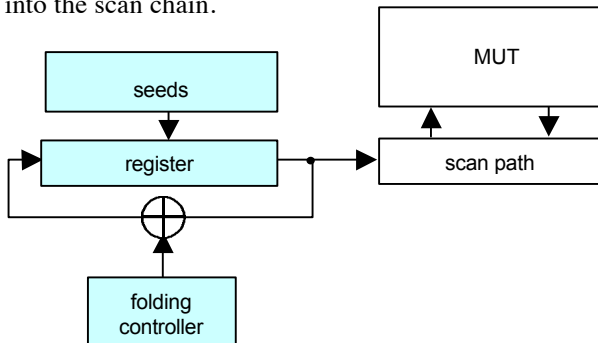 into the scan chain.
MUT
seeds
register
scan path
folding
controller